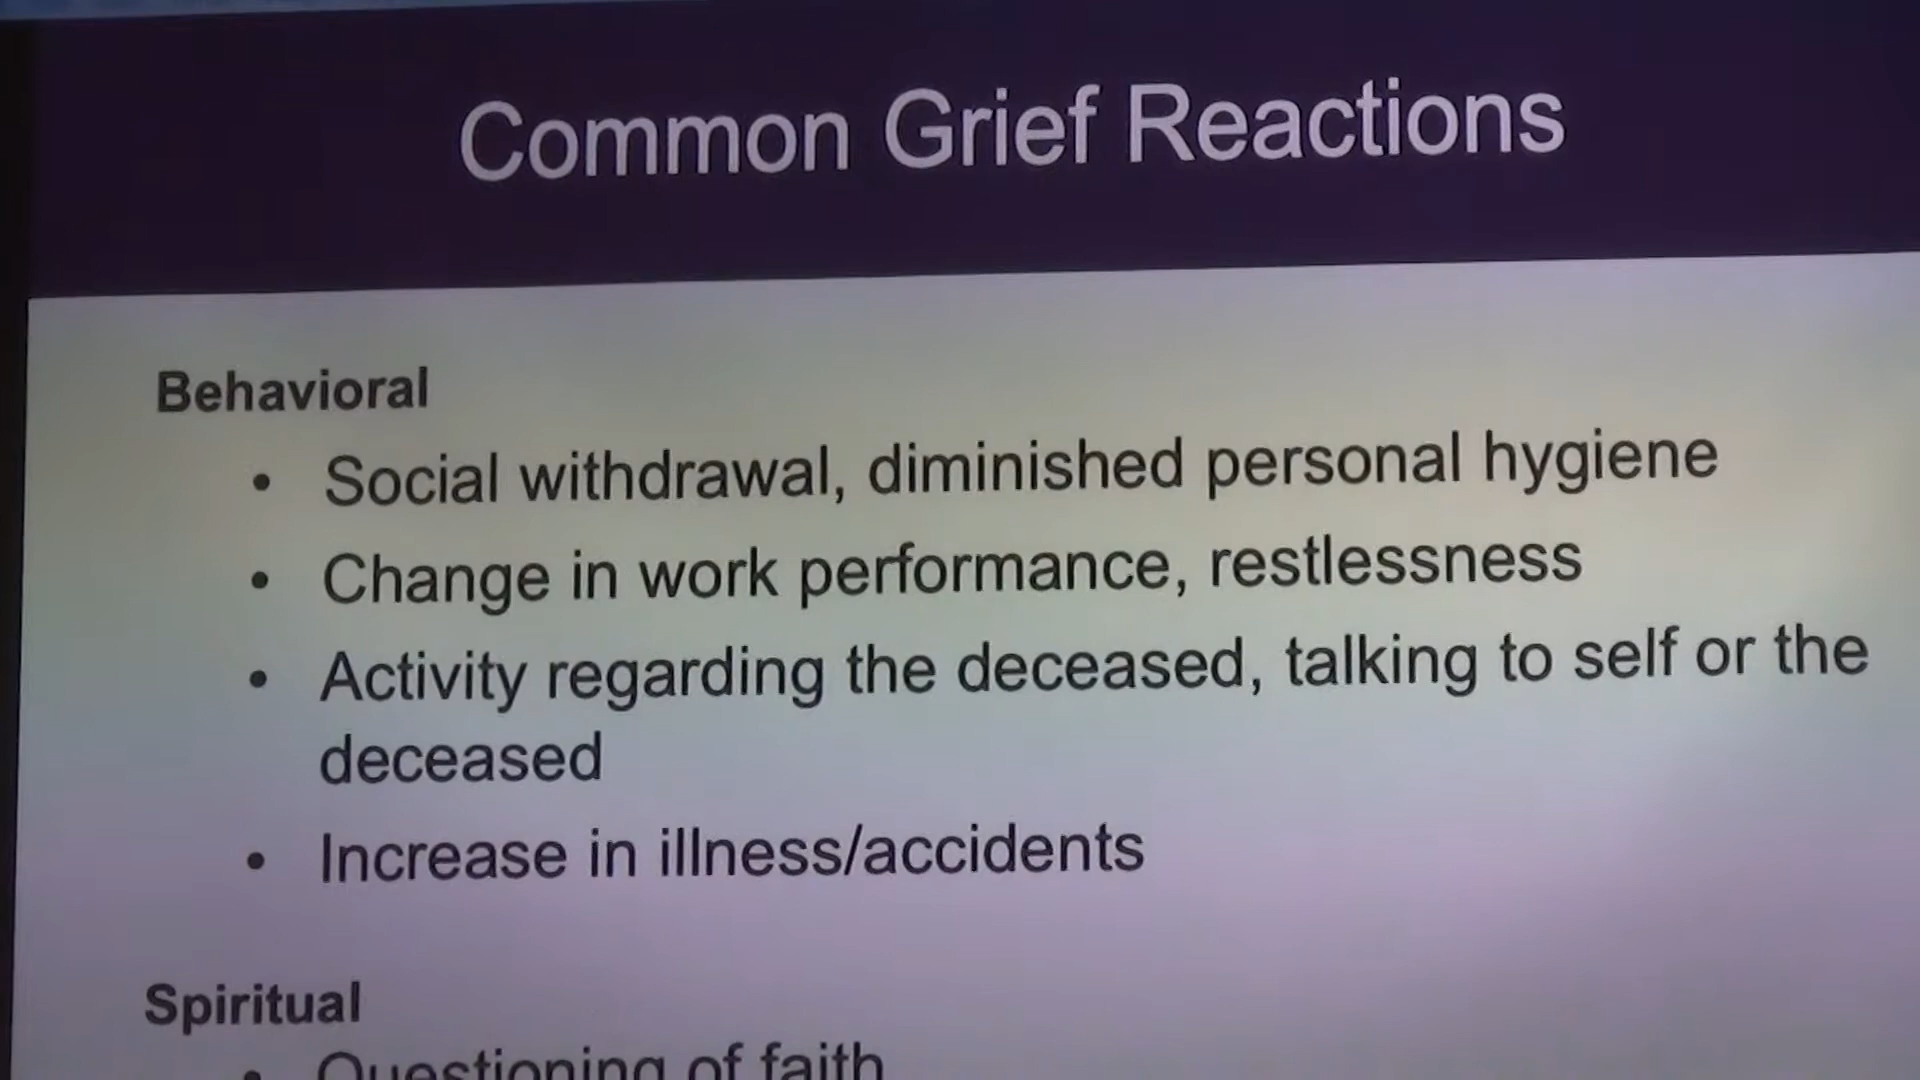 Common Grief Reactions
Behavioral
• Social withdrawal, diminished personal hygiene
• Change in work performance, restlessness
• Activity regarding the deceased, talking to self or the
deceased
• Increase in illness/accidents
Spiritual
• Questioning of faith